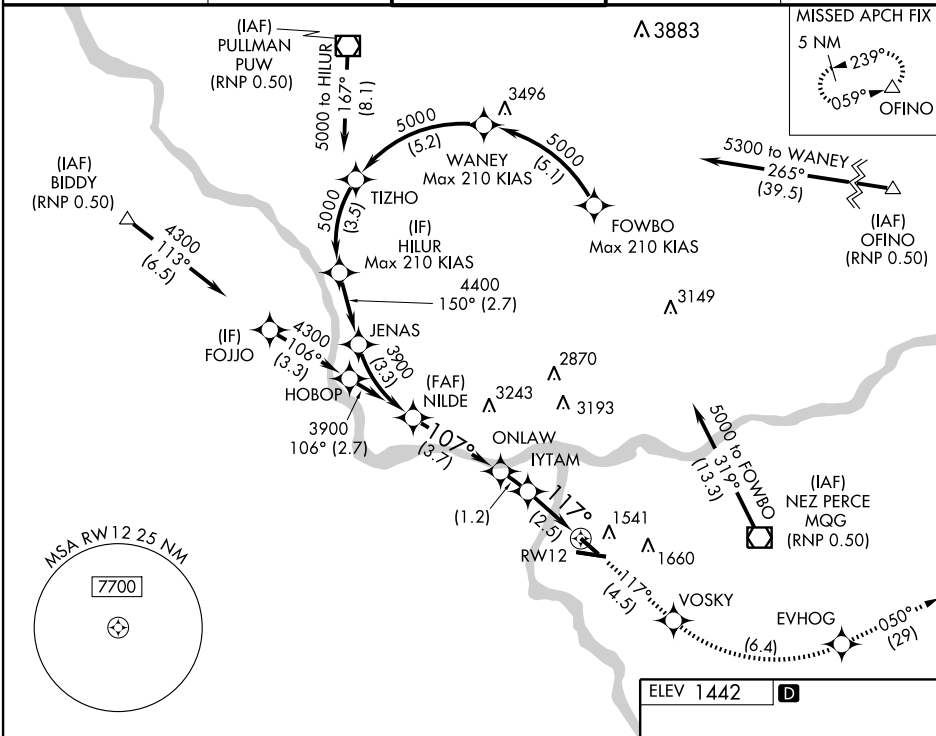 MISSED APCH FIX
5 NM
239°
059°
OFINO
3883
(IAF)
PULLMAN
PUW
(RNP 0.50)
5000 to HILUR
167°
(8.1)
3496
5000
(5.2)
WANEY
Max 210 KIAS
5000
(5.1)
5300 to WANEY
265°
(39.5)
(IAF)
OFINO
(RNP 0.50)
(IAF)
BIDDY
(RNP 0.50)
4300
113°
(6.5)
TIZHO
5000
(3.5)
FOWBO
Max 210 KIAS
(IF)
HILUR
Max 210 KIAS
4400
150° (2.7)
3149
(IF)
FOJJO
4300
106°
(3.3)
JENAS
3900
(3.3)
HOBOP
3900
106° (2.7)
(FAF)
NILDE
2870
3243
3193
107°
(3.7)
ONLAW
IYTAM
(1.2)
117°
(2.5)
5000 to FOWBO
319°
(13.3)
(IAF)
NEZ PERCE
MQG
(RNP 0.50)
1541
1660
RW12
117°
(4.5)
VOSKY
(6.4)
EVHOG
050°
(29)
MSA RW12 25 NM
7700
ELEV 1442 D